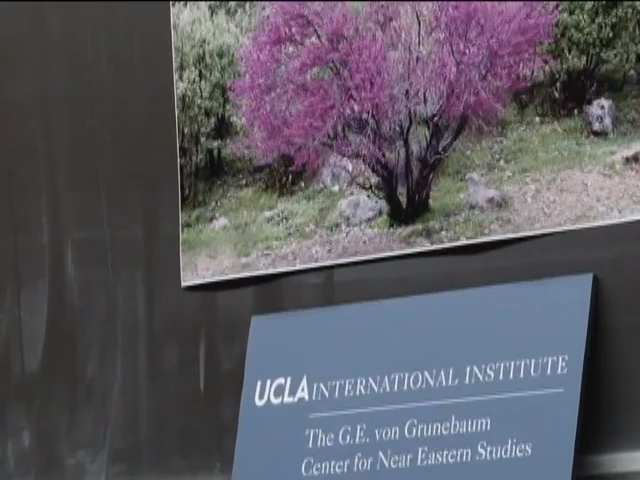 UCLA INTERNATIONAL INSTITUTE
The G.E. von Grunebaum
Center for Near Eastern Studies